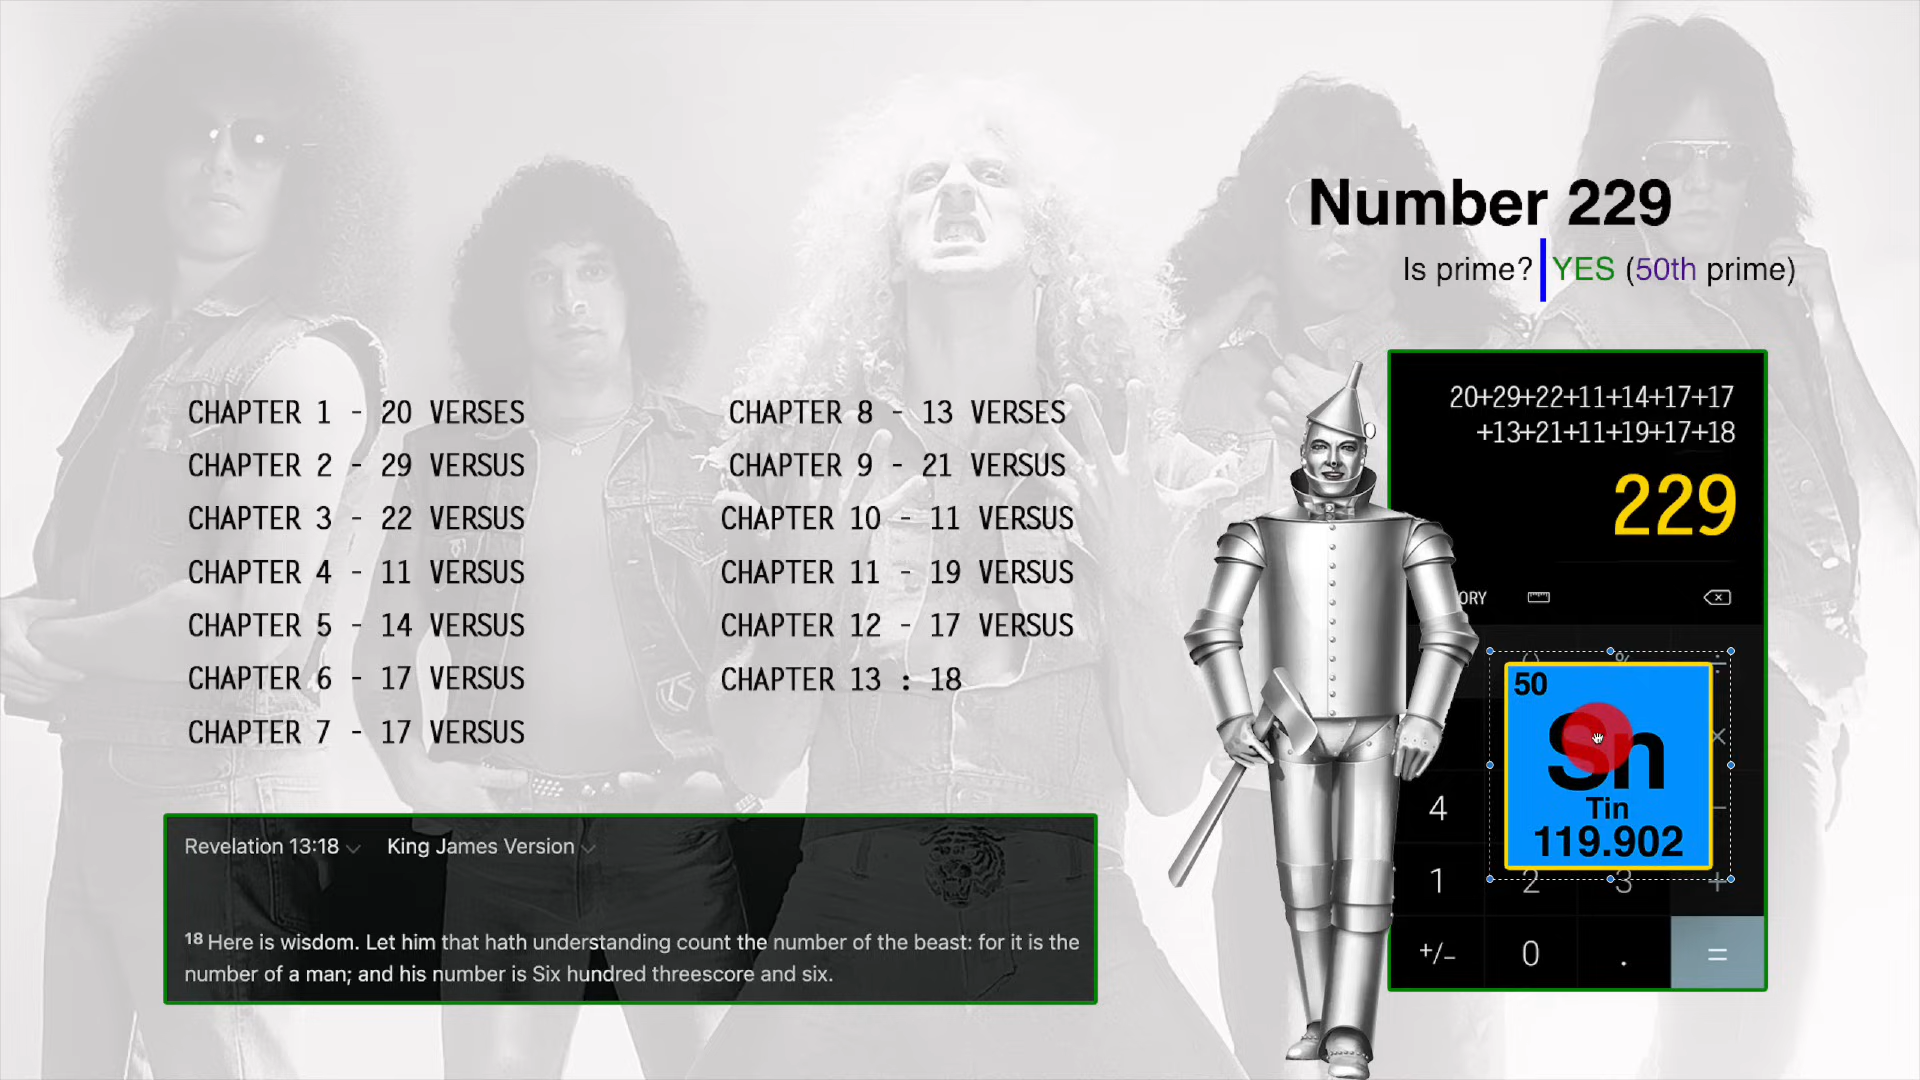 Number 229
Is prime? YES (50th prime)
CHAPTER 1 - 20 VERSES
CHAPTER 2 - 29 VERSUS
CHAPTER 3 - 22 VERSUS
CHAPTER 4 - 11 VERSUS
CHAPTER 5 - 14 VERSUS
CHAPTER 6 - 17 VERSUS
CHAPTER 7 - 17 VERSUS
CHAPTER 8 - 13 VERSES
CHAPTER 9 - 21 VERSUS
CHAPTER 10 - 11 VERSUS
CHAPTER 11 - 19 VERSUS
CHAPTER 12 - 17 VERSUS
CHAPTER 13 : 18
20+29+22+11+14+17+17
+13+21+11+19+17+18
229
ORY
50
Sn
Tin
119.902
4
1 2 3 +
+/- 0 . =
Revelation 13:18 King James Version
18 Here is wisdom. Let him that hath understanding count the number of the beast: for it is the
number of a man; and his number is Six hundred threescore and six.